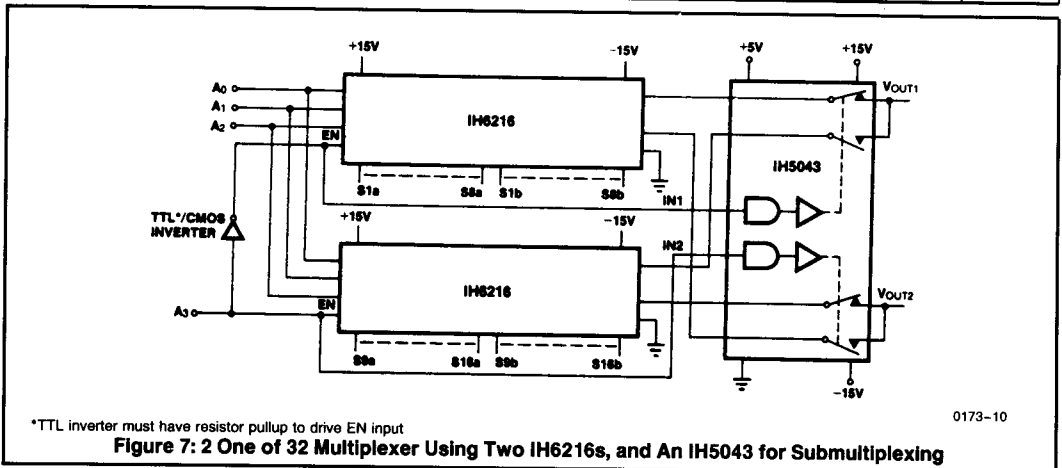 +15V
-15V
+5V
+15V
A0
A1
A2
EN
IH6216
VOUT1
IH5043
S1a
S8a
S1b
S8b
IN1
TTL*/CMOS
INVERTER
+15V
-15V
IN2
IH6216
A3
EN
VOUT2
S9a
S16a
S9b
S16b
-15V
0173-10
*TTL inverter must have resistor pullup to drive EN input
Figure 7: 2 One of 32 Multiplexer Using Two IH6216s, and An IH5043 for Submultiplexing